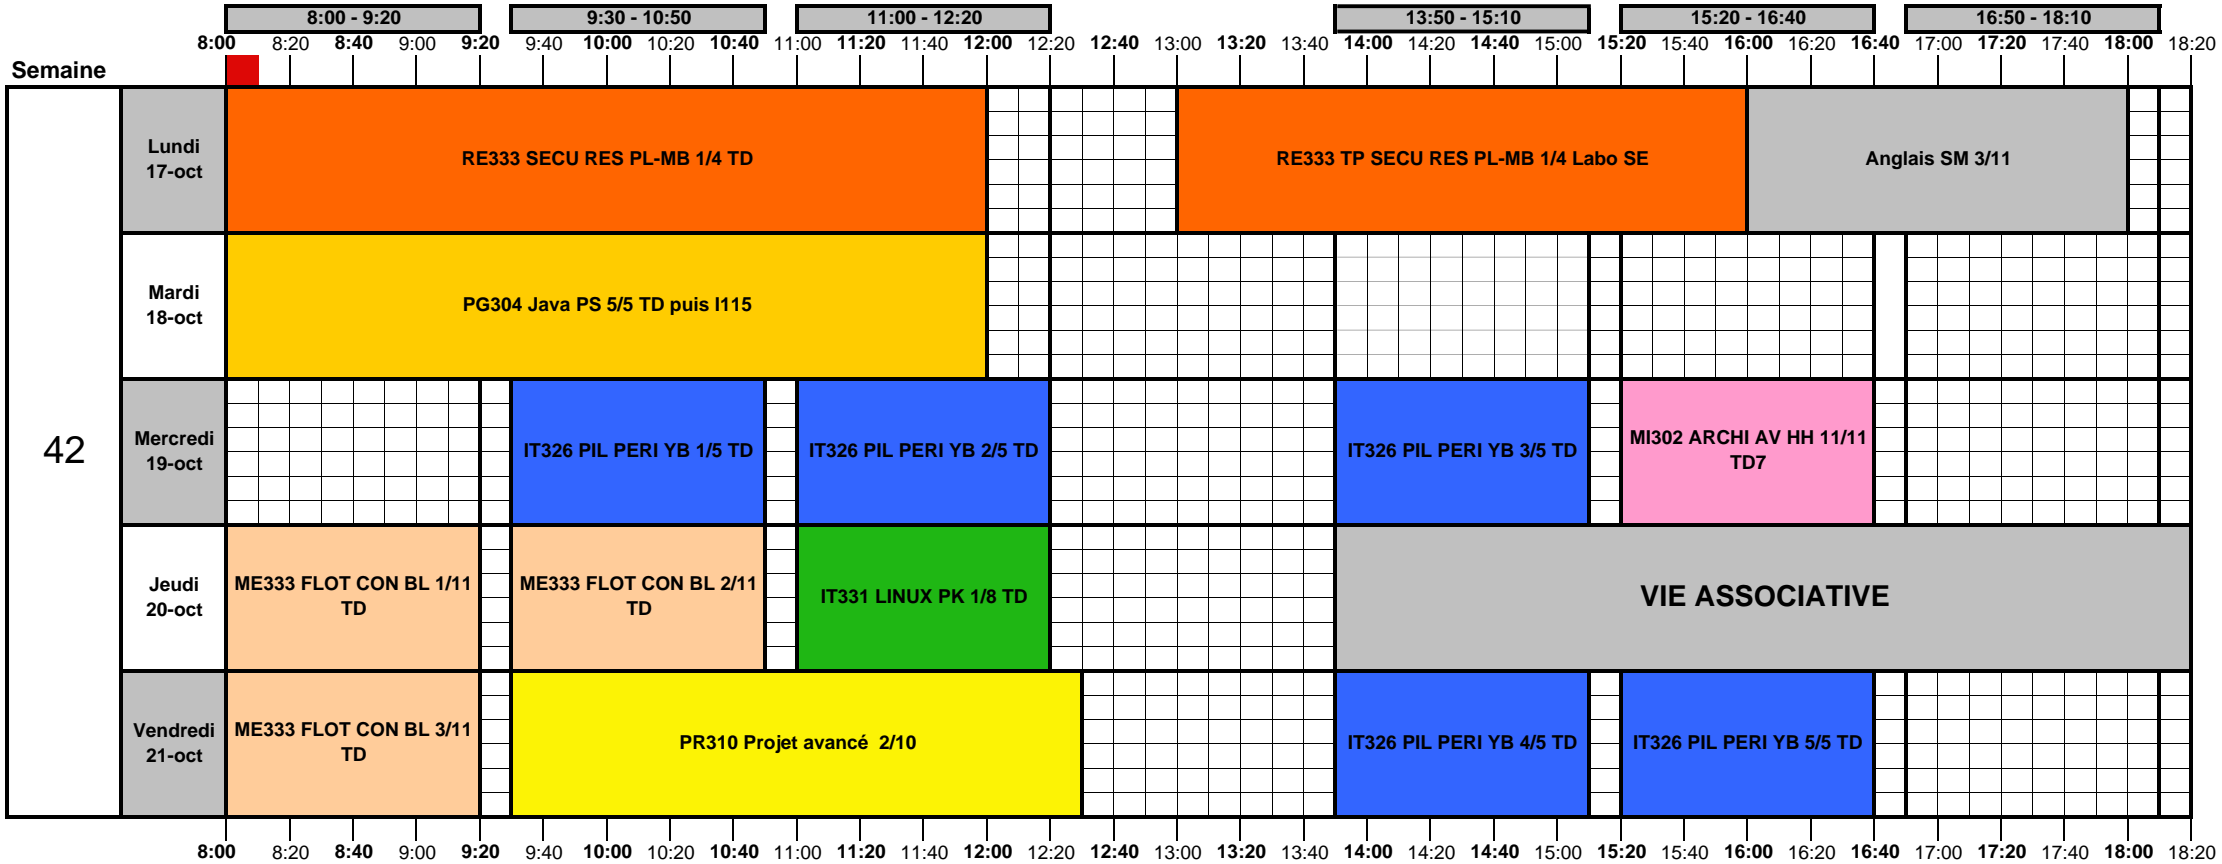 8:00 - 9:20 9:30 - 10:50 11:00 - 12:20 13:50 - 15:10 15:20 - 16:40 16:50 - 18:10
8:00 8:20 8:40 9:00 9:20 9:40 10:00 10:20 10:40 11:00 11:20 11:40 12:00 12:20 12:40 13:00 13:20 13:40 14:00 14:20 14:40 15:00 15:20 15:40 16:00 16:20 16:40 17:00 17:20 17:40 18:00 18:20
Semaine
42
Lundi
17-oct
RE333 SECU RES PL-MB 1/4 TD
RE333 TP SECU RES PL-MB 1/4 Labo SE
Anglais SM 3/11
Mardi
18-oct
PG304 Java PS 5/5 TD puis I115
Mercredi
19-oct
IT326 PIL PERI YB 1/5 TD
IT326 PIL PERI YB 2/5 TD
IT326 PIL PERI YB 3/5 TD
MI302 ARCHI AV HH 11/11
TD7
Jeudi
20-oct
ME333 FLOT CON BL 1/11
TD
ME333 FLOT CON BL 2/11
TD
IT331 LINUX PK 1/8 TD
VIE ASSOCIATIVE
Vendredi
21-oct
ME333 FLOT CON BL 3/11
TD
PR310 Projet avancé 2/10
IT326 PIL PERI YB 4/5 TD
IT326 PIL PERI YB 5/5 TD
8:00 8:20 8:40 9:00 9:20 9:40 10:00 10:20 10:40 11:00 11:20 11:40 12:00 12:20 12:40 13:00 13:20 13:40 14:00 14:20 14:40 15:00 15:20 15:40 16:00 16:20 16:40 17:00 17:20 17:40 18:00 18:20